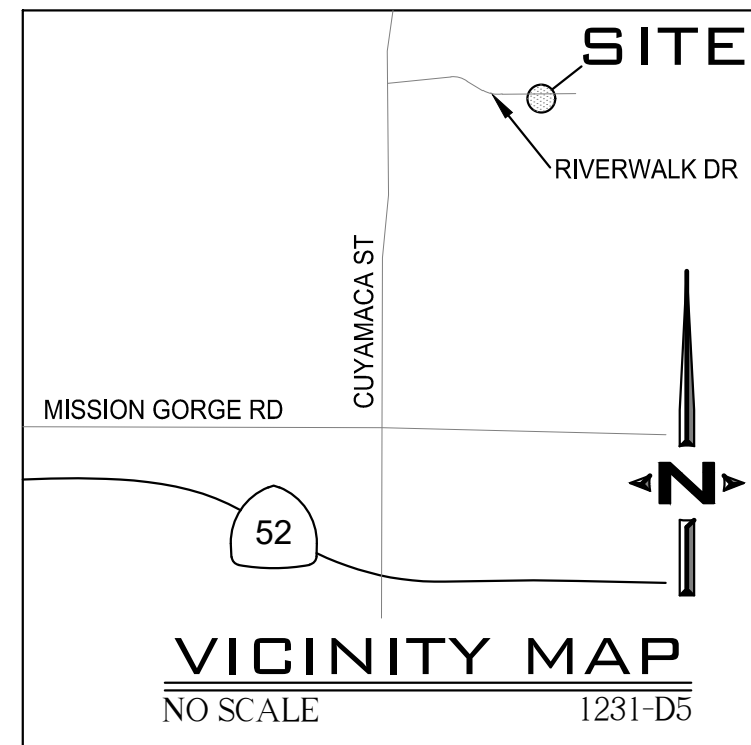 SITE
RIVERWALK DR
CUYAMACA ST
MISSION GORGE RD
N
52
VICINITY MAP
NO SCALE 1231-D5